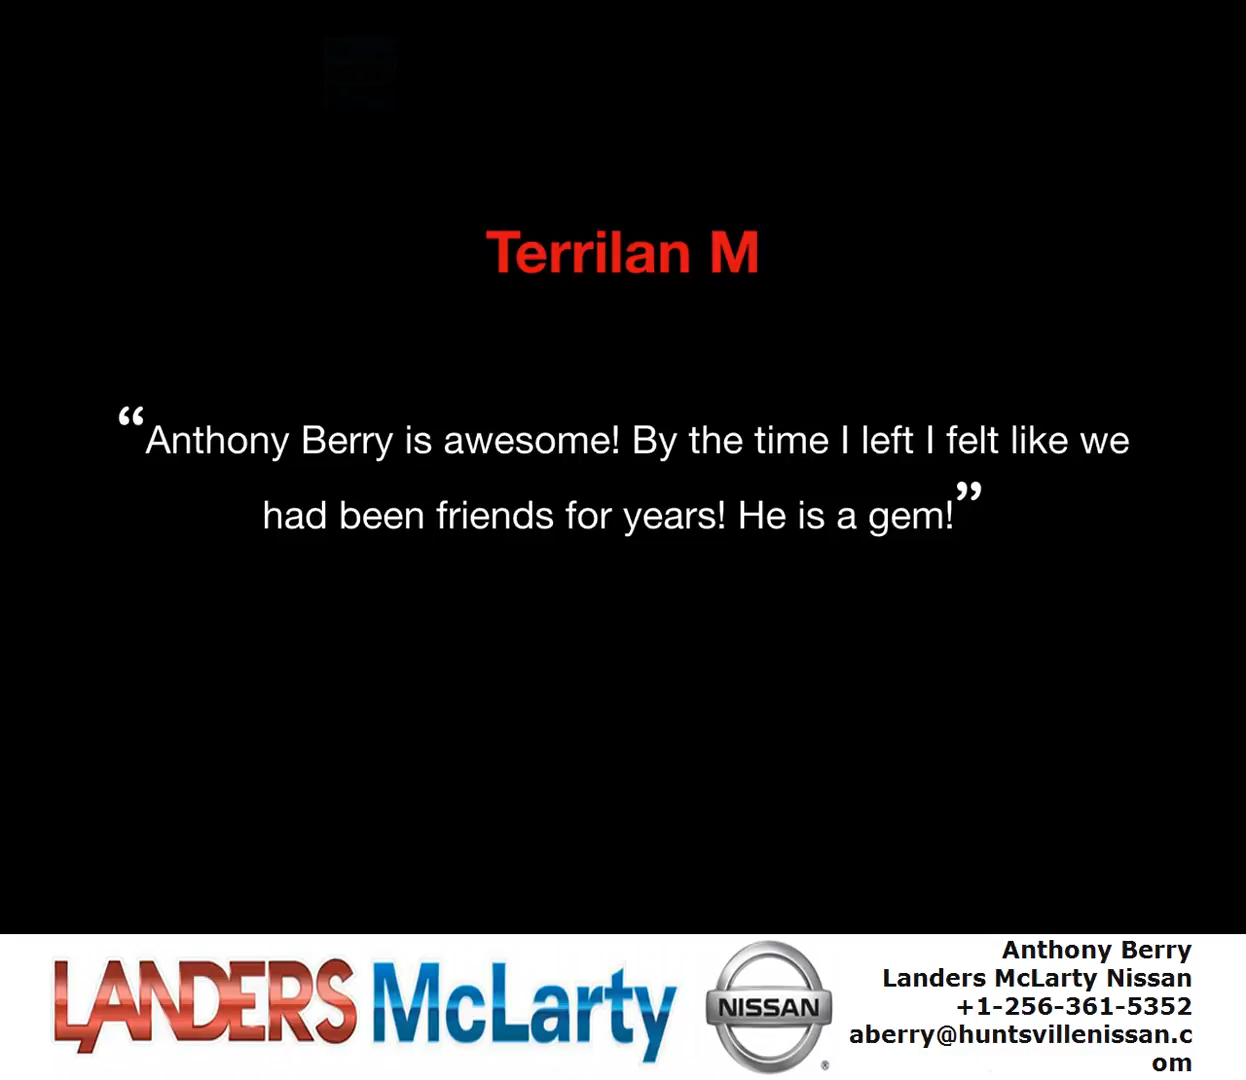 Terrilan M
“Anthony Berry is awesome! By the time I left I felt like we
had been friends for years! He is a gem!”
LANDERS McLarty
NISSAN
®
Anthony Berry
Landers McLarty Nissan
+1-256-361-5352
aberry@huntsvillenissan.c
om